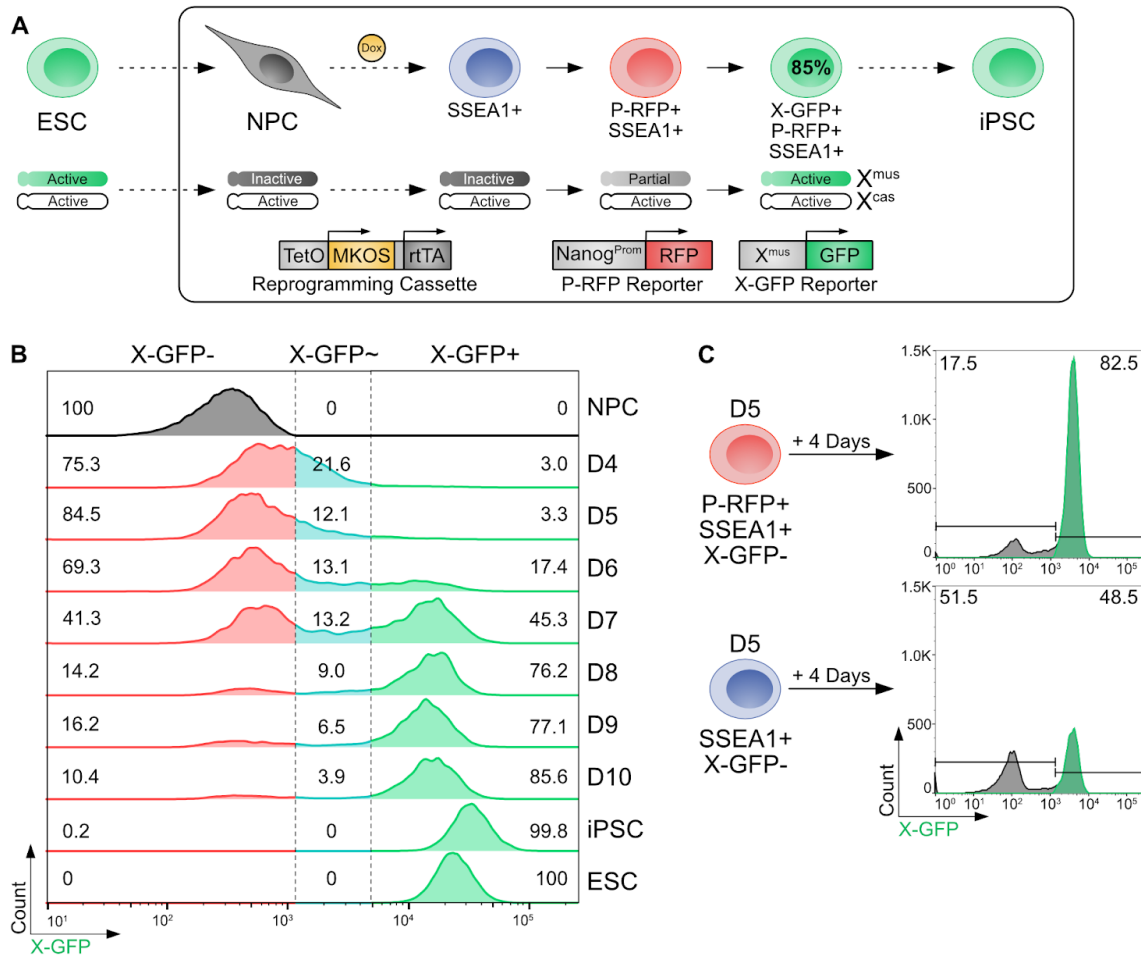 A
Dox
85%
ESC
NPC
SSEA1+
P-RFP+
SSEA1+
X-GFP+
P-RFP+
SSEA1+
iPSC
Active Inactive Inactive Partial Active Xmus
Active Active Active Active Active Xcas
TetO MKOS rtTA
Reprogramming Cassette
NanogProm RFP
P-RFP Reporter
Xmus GFP
X-GFP Reporter
B
X-GFP- X-GFP~ X-GFP+
100 0 0 NPC
75.3 21.6 3.0 D4
84.5 12.1 3.3 D5
69.3 13.1 17.4 D6
41.3 13.2 45.3 D7
14.2 9.0 76.2 D8
16.2 6.5 77.1 D9
10.4 3.9 85.6 D10
0.2 0 99.8 iPSC
0 0 100 ESC
10¹ 10² 10³ 10⁴ 10⁵
Count
X-GFP
C
D5
+ 4 Days
P-RFP+
SSEA1+
X-GFP-
1.5K
1.0K
500
0
17.5 82.5
10⁰ 10¹ 10² 10³ 10⁴ 10⁵
D5
+ 4 Days
SSEA1+
X-GFP-
1.5K
1.0K
500
0
51.5 48.5
10⁰ 10¹ 10² 10³ 10⁴ 10⁵
Count
X-GFP